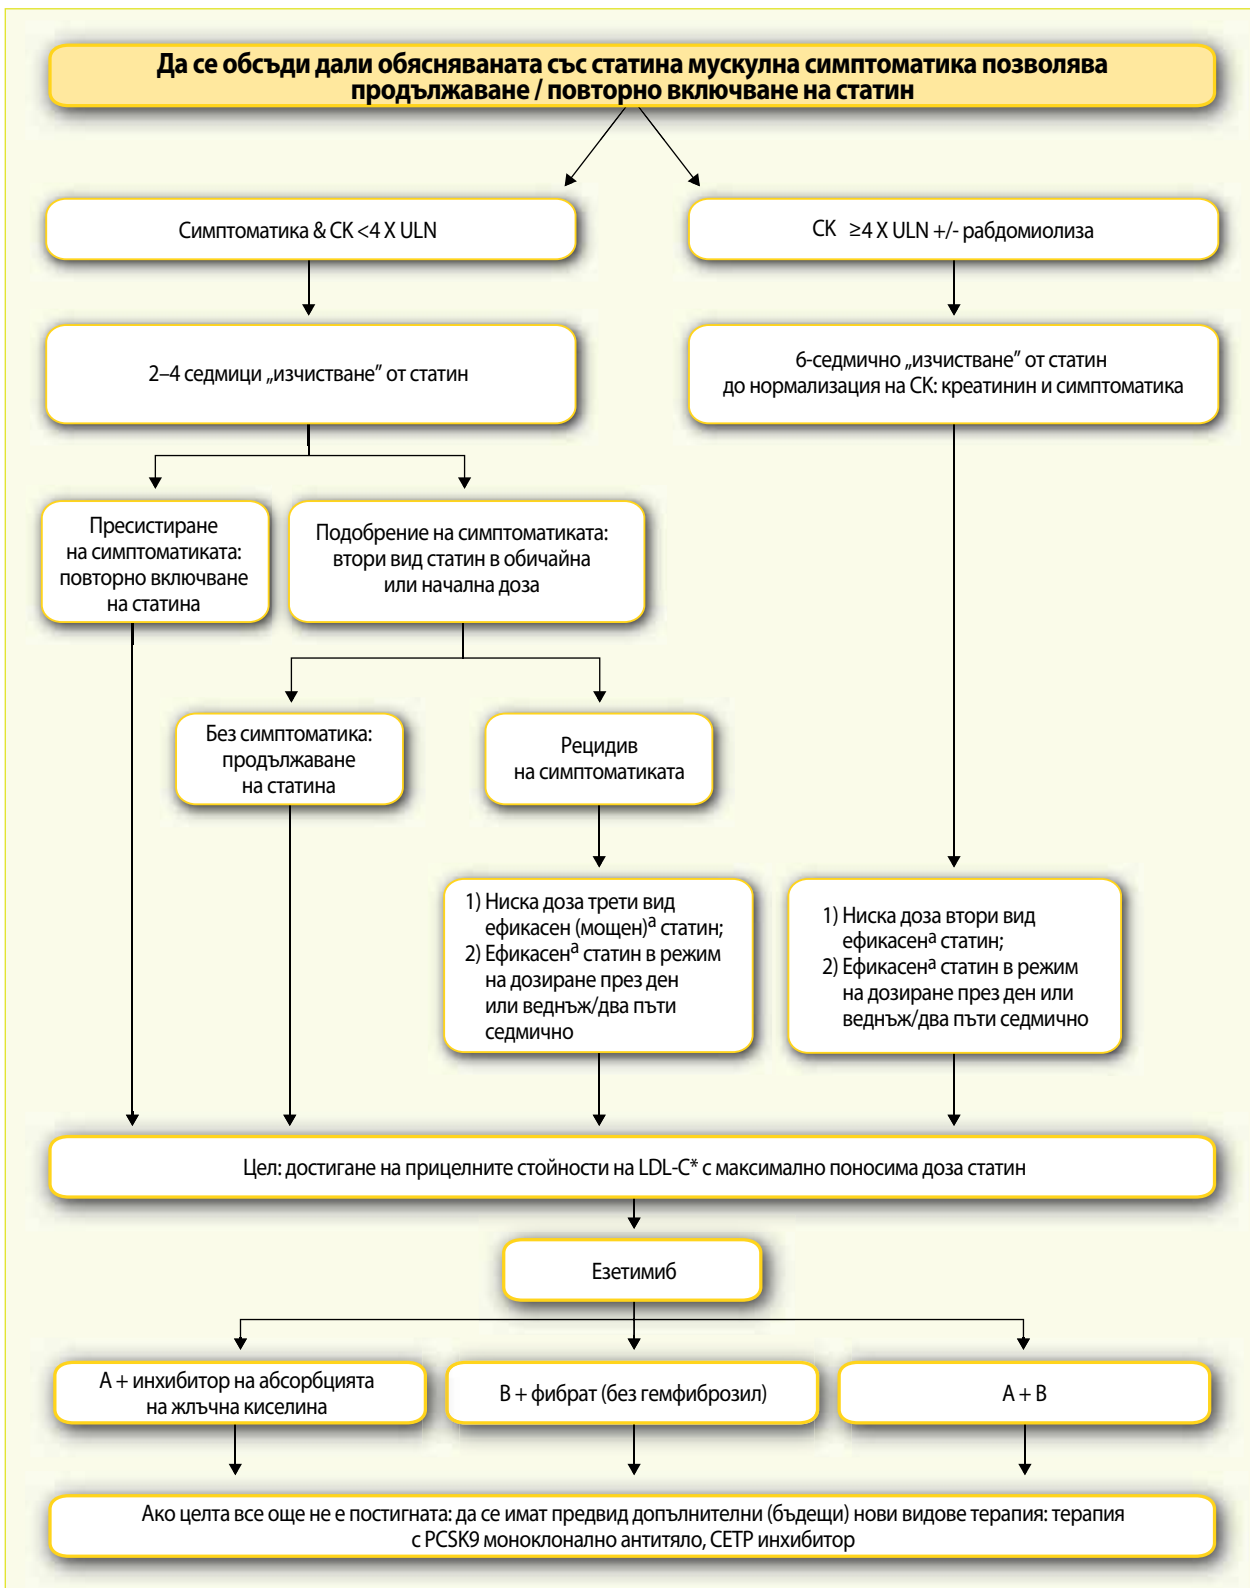 Да се обсъди дали обясняваната със статина мускулна симптоматика позволява
продължаване / повторно включване на статин
Симптоматика & CK <4 X ULN
CK ≥4 X ULN +/- рабдомиолиза
2–4 седмици „изчистване” от статин
6-седмично „изчистване” от статин
до нормализация на CK: креатинин и симптоматика
Пресистиране
на симптоматиката:
повторно включване
на статина
Подобрение на симптоматиката:
втори вид статин в обичайна
или начална доза
Без симптоматика:
продължаване
на статина
Рецидив
на симптоматиката
1) Ниска доза трети вид
ефикасен (мощен)ª статин;
2) Ефикасенª статин в режим
на дозиране през ден
или веднъж/два пъти
седмично
1) Ниска доза втори вид
ефикасенª статин;
2) Ефикасенª статин в режим
на дозиране през ден или
веднъж/два пъти седмично
Цел: достигане на прицелните стойности на LDL-C* с максимално поносима доза статин
Езетимиб
А + инхибитор на абсорбцията
на жлъчна киселина
В + фибрат (без гемфиброзил)
А + В
Ако целта все още не е постигната: да се имат предвид допълнителни (бъдещи) нови видове терапия: терапия
с PCSK9 моноклонално антитяло, CETP инхибитор